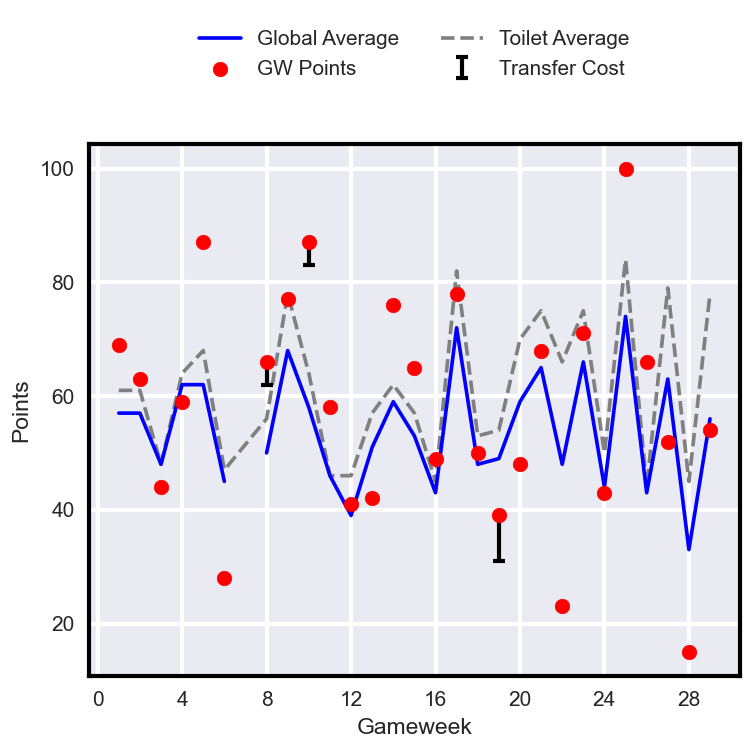 Global Average
Toilet Average
GW Points
Transfer Cost
100
80
60
40
20
Points
0 4 8 12 16 20 24 28
Gameweek